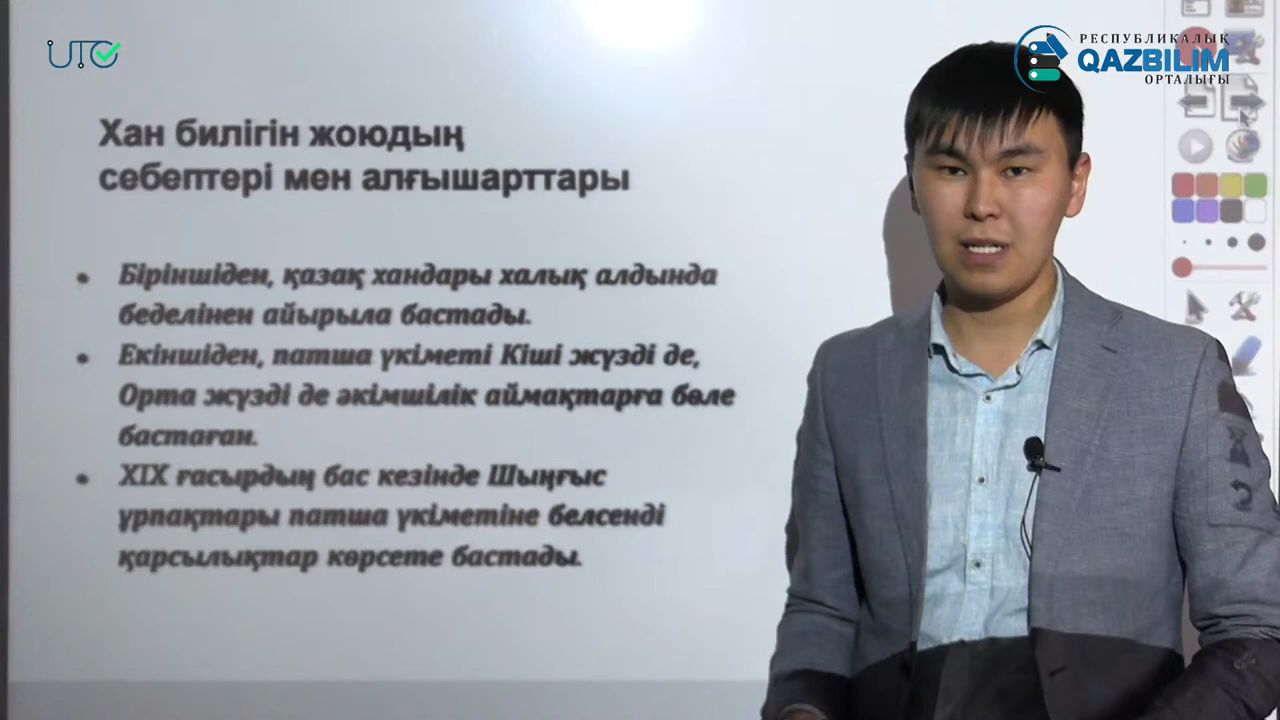 UTC
РЕСПУБЛИКАЛЫҚ
QAZBILIM
ОРТАЛЫҒЫ
Хан билігін жоюдың
себептері мен алғышарттары
• Біріншіден, қазақ хандары халық алдында
беделінен айырыла бастады.
• Екіншіден, патша үкіметі Кіші жүзді де,
Орта жүзді де әкімшілік аймақтарға бөле
бастаған.
• XIX ғасырдың бас кезінде Шыңғыс
ұрпақтары патша үкіметіне белсенді
қарсылықтар көрсете бастады.